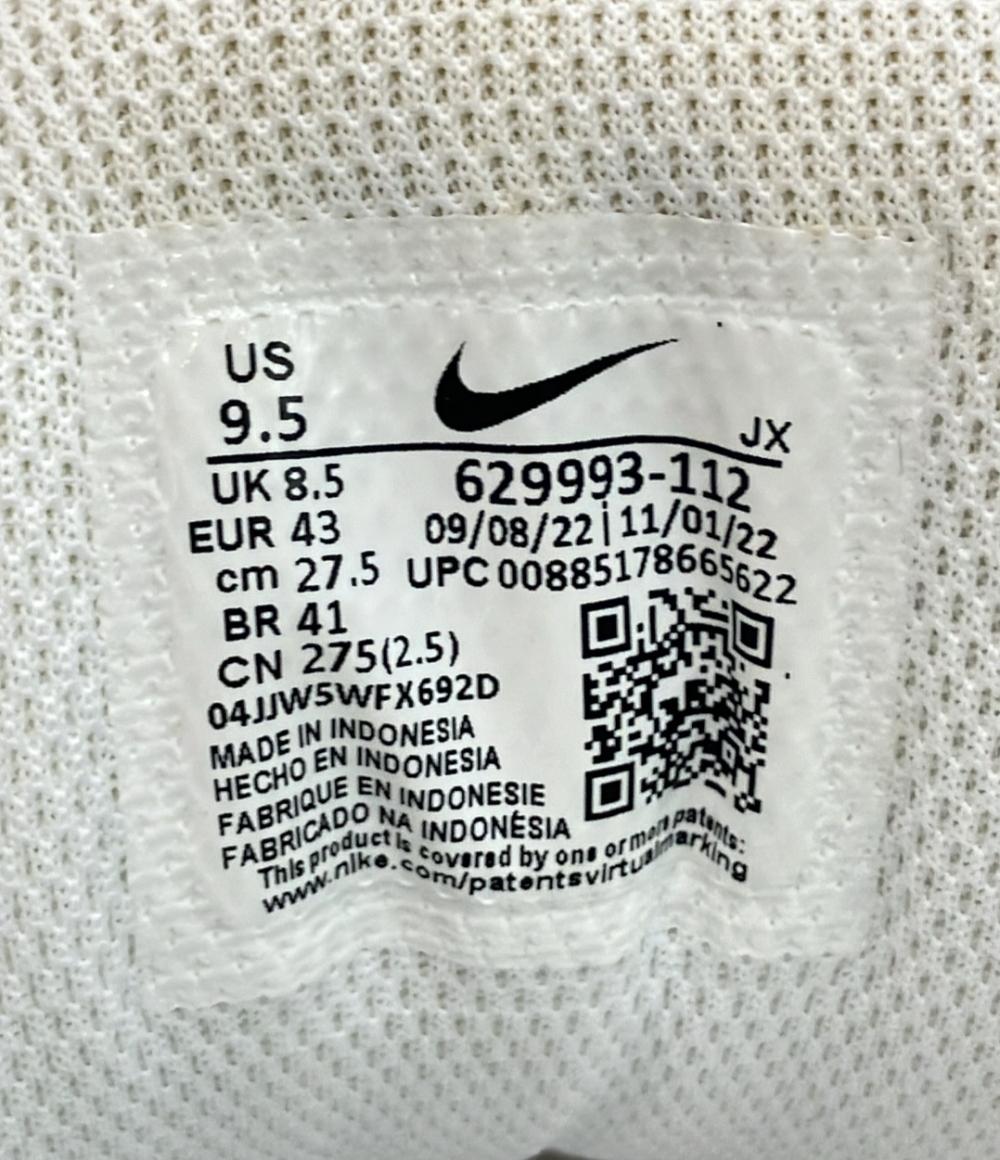 US
9.5
JX
UK 8.5
629993-112
EUR 43
09/08/22 | 11/01/22
cm 27.5
UPC 00885178665622
BR 41
CN 275(2.5)
04JJW5WFX692D
MADE IN INDONESIA
HECHO EN INDONESIA
FABRIQUE EN INDONESIE
FABRICADO NA INDONÉSIA
This product is covered by one or more patents:
www.nike.com/patentsvirtualmarking